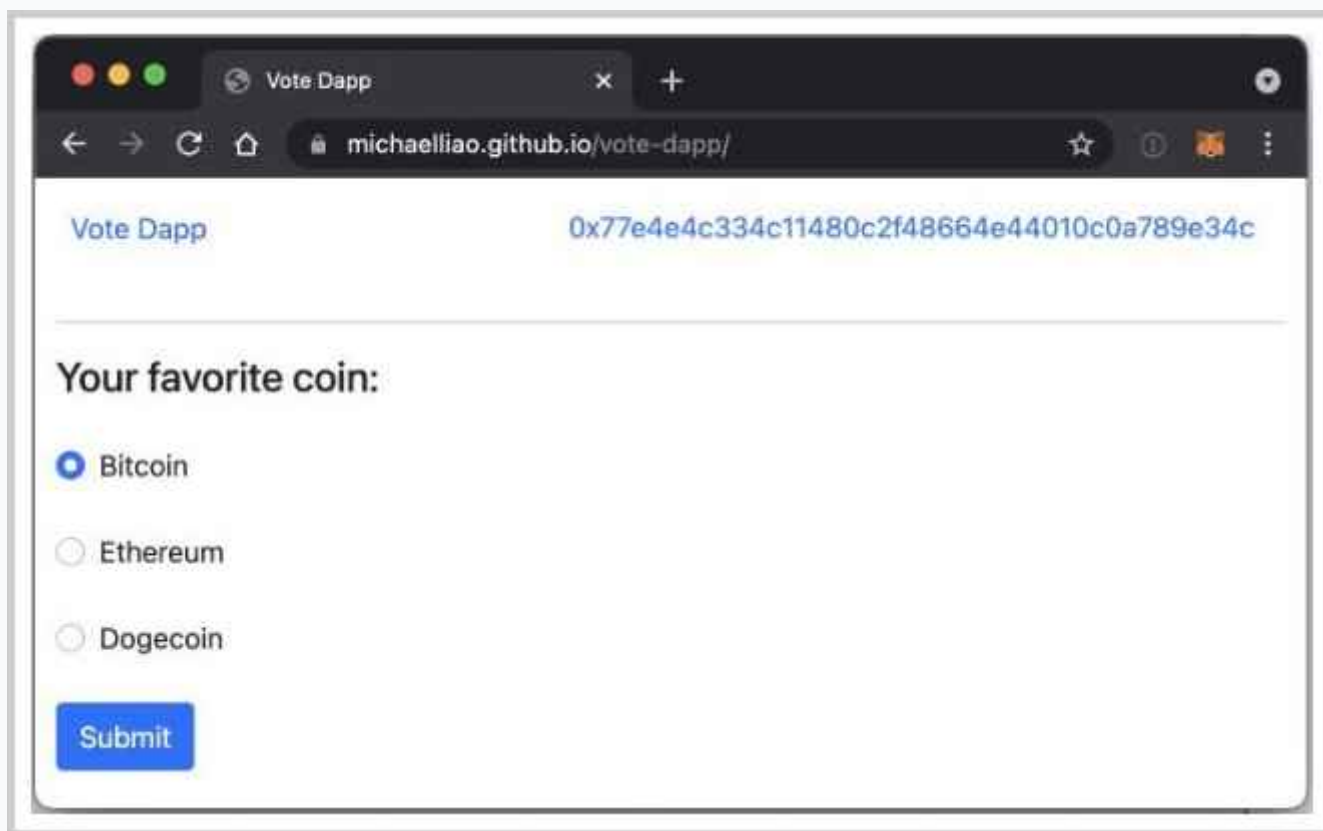 Vote Dapp
michaelliao.github.io/vote-dapp/
Vote Dapp 0x77e4e4c334c11480c2f48664e44010c0a789e34c
Your favorite coin:
Bitcoin
Ethereum
Dogecoin
Submit